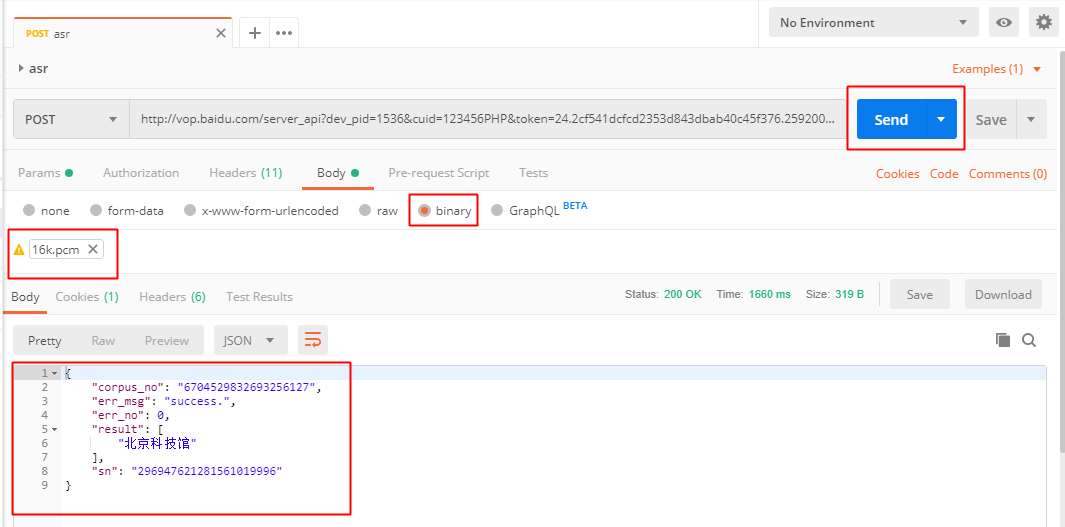 POST asr
No Environment
asr
Examples (1)
POST http://vop.baidu.com/server_api?dev_pid=1536&cuid=123456PHP&token=24.2cf541dcfcd2353d843dbab40c45f376.259200... Send Save
Params Authorization Headers (11) Body Pre-request Script Tests Cookies Code Comments (0)
none form-data x-www-form-urlencoded raw binary GraphQL BETA
16k.pcm
Body Cookies (1) Headers (6) Test Results Status: 200 OK Time: 1660 ms Size: 319 B Save Download
Pretty Raw Preview JSON
1 {
2 "corpus_no": "6704529832693256127",
3 "err_msg": "success.",
4 "err_no": 0,
5 "result": [
6 "北京科技馆"
7 ],
8 "sn": "296947621281561019996"
9 }